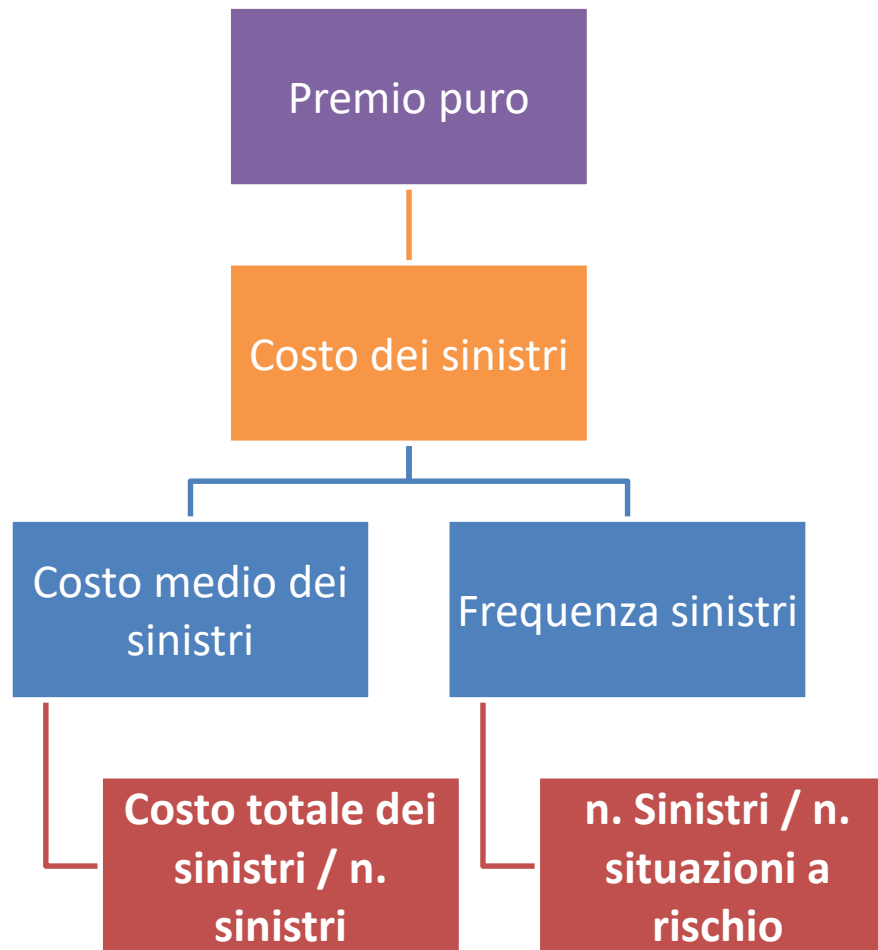 Premio puro
Costo dei sinistri
Costo medio dei
sinistri
Frequenza sinistri
Costo totale dei
sinistri / n.
sinistri
n. Sinistri / n.
situazioni a
rischio